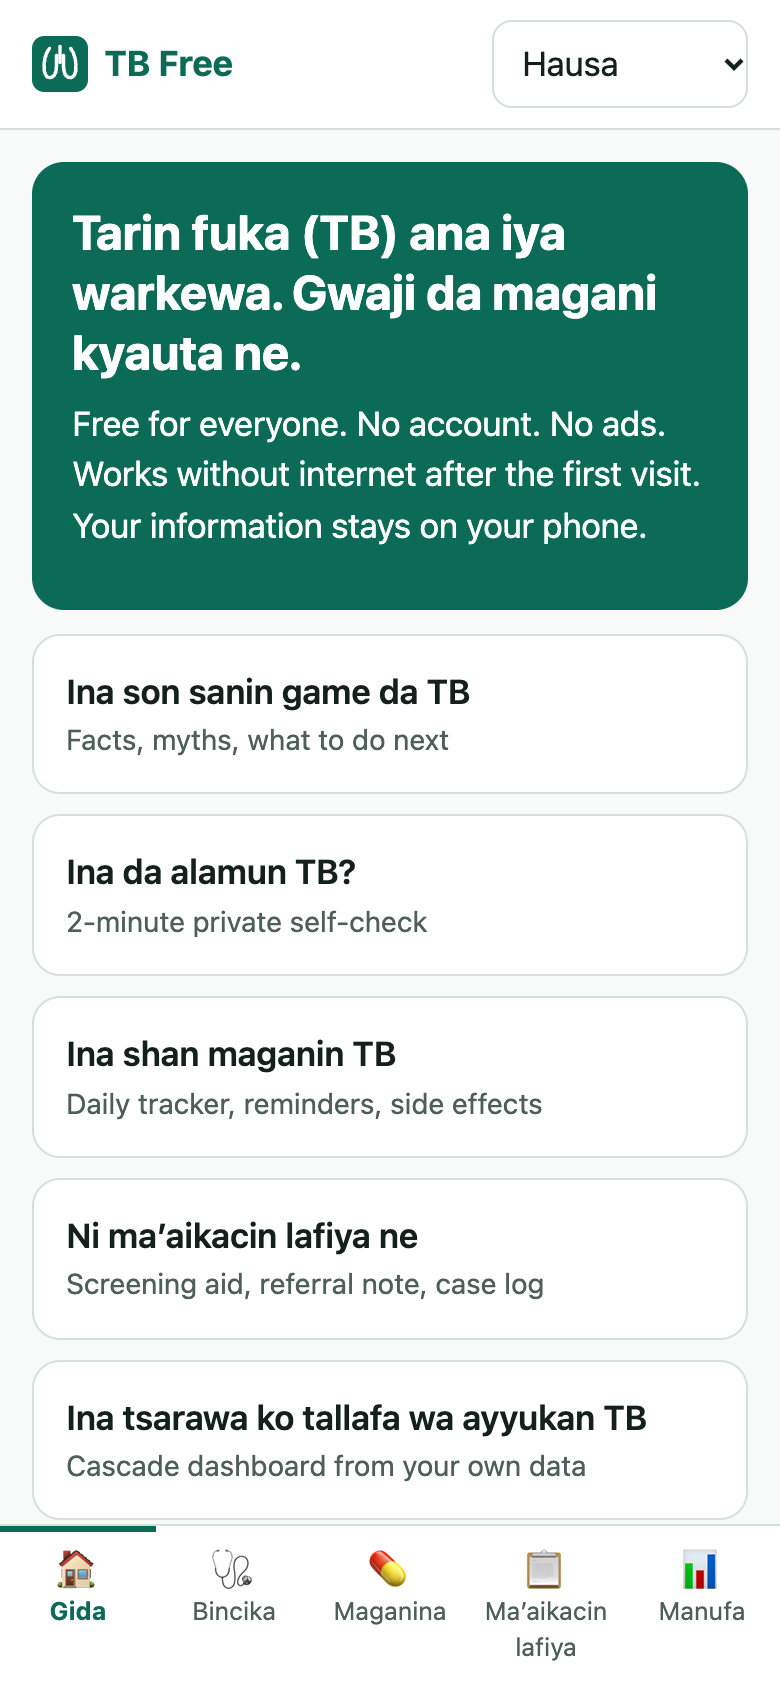 TB Free
Hausa
Tarin fuka (TB) ana iya
warkewa. Gwaji da magani
kyauta ne.
Free for everyone. No account. No ads.
Works without internet after the first visit.
Your information stays on your phone.
Ina son sanin game da TB
Facts, myths, what to do next
Ina da alamun TB?
2-minute private self-check
Ina shan maganin TB
Daily tracker, reminders, side effects
Ni ma’aikacin lafiya ne
Screening aid, referral note, case log
Ina tsarawa ko tallafa wa ayyukan TB
Cascade dashboard from your own data
Gida
Bincika
Maganina
Ma’aikacin
lafiya
Manufa